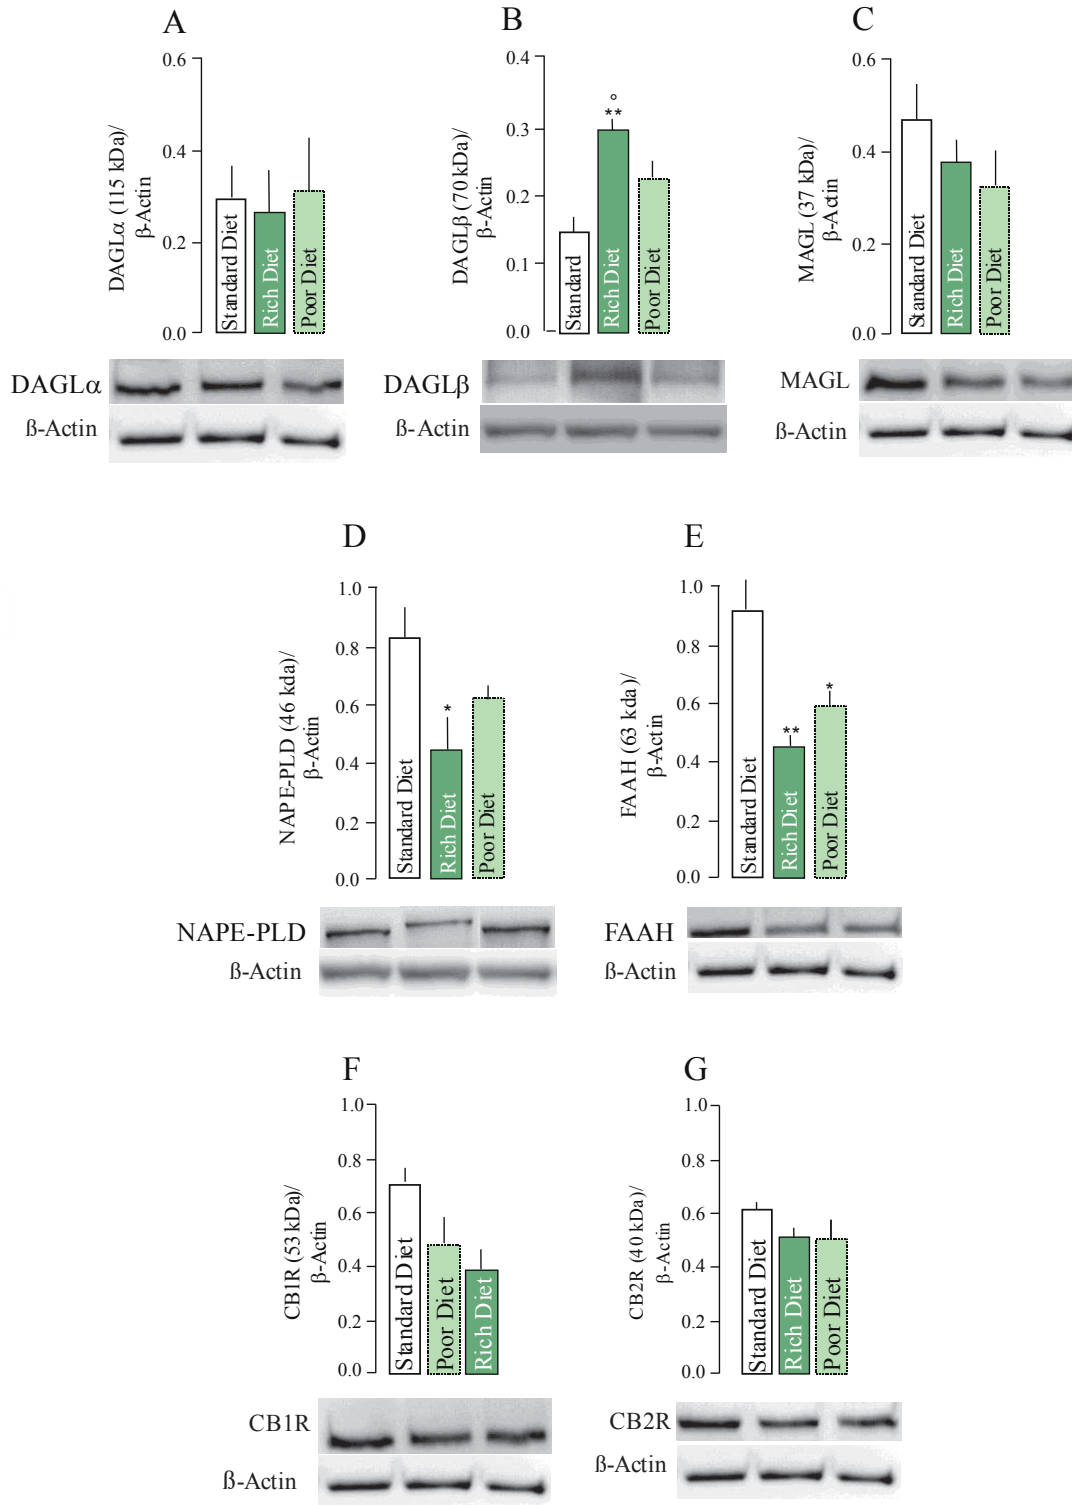 A
0.6
0.4
0.2
0.0
DAGLα (115 kDa)/
β-Actin
Standard Diet
Rich Diet
Poor Diet
DAGLα
ß-Actin
B
0.4
0.3
0.2
0.1
0.0
DAGLβ (70 kDa)/
β-Actin
°
**
Standard
Rich Diet
Poor Diet
DAGLβ
ß-Actin
C
0.6
0.4
0.2
0.0
MAGL (37 kDa)/
β-Actin
Standard Diet
Rich Diet
Poor Diet
MAGL
ß-Actin
D
1.0
0.8
0.6
0.4
0.2
0.0
NAPE-PLD (46 kda)/
β-Actin
*
Standard Diet
Rich Diet
Poor Diet
NAPE-PLD
ß-Actin
E
1.0
0.8
0.6
0.4
0.2
0.0
FAAH (63 kda)/
β-Actin
**
*
Standard Diet
Rich Diet
Poor Diet
FAAH
ß-Actin
F
1.0
0.8
0.6
0.4
0.2
0.0
CB1R (53 kDa)/
β-Actin
Standard Diet
Poor Diet
Rich Diet
CB1R
ß-Actin
G
1.0
0.8
0.6
0.4
0.2
0.0
CB2R (40 kDa)/
β-Actin
Standard Diet
Rich Diet
Poor Diet
CB2R
ß-Actin